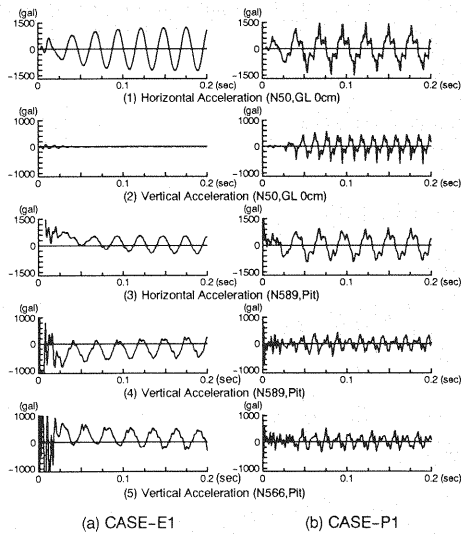 (gal) (gal)
1500 1500
0 0
-1500 -1500
0 0.1 0.2 (sec) 0 0.1 0.2 (sec)
(1) Horizontal Acceleration (N50,GL 0cm)
(gal) (gal)
1000 1000
0 0
-1000 -1000
0 0.1 0.2 (sec) 0 0.1 0.2 (sec)
(2) Vertical Acceleration (N50,GL 0cm)
(gal) (gal)
1500 1500
0 0
1500 -1500
0 0.1 0.2 (sec) 0 0.1 0.2 (sec)
(3) Horizontal Acceleration (N589,Pit)
(gal) (gal)
1000 1000
0 0
-1000 -1000
0 0.1 0.2 (sec) 0 0.1 0.2 (sec)
(4) Vertical Acceleration (N589,Pit)
(gal) (gal)
1000 1000
0 0
-1000 -1000
0 0.1 0.2 (sec) 0 0.1 0.2 (sec)
(5) Vertical Acceleration (N566,Pit)
(a) CASE-E1 (b) CASE-P1